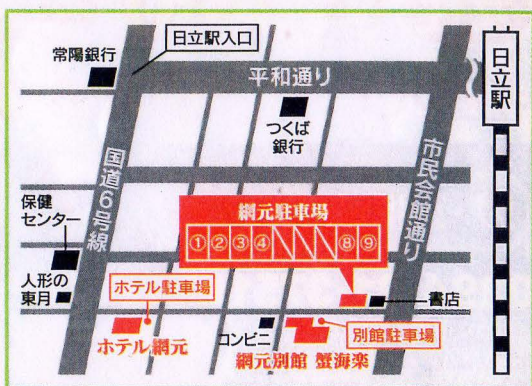 日立駅入口
常陽銀行
平和通り
日立駅
つくば
銀行
国道6号線
市民会館通り
保健
センター
網元駐車場
①②③④⑧⑨
人形の
東月
ホテル駐車場
書店
ホテル網元
コンビニ
別館駐車場
網元別館 蟹海楽